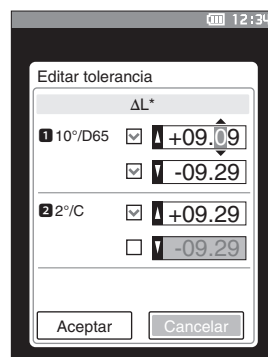 12:34
Editar tolerancia
ΔL*
1 10°/D65 +09.09
-09.29
2 2°/C +09.29
-09.29
Aceptar Cancelar